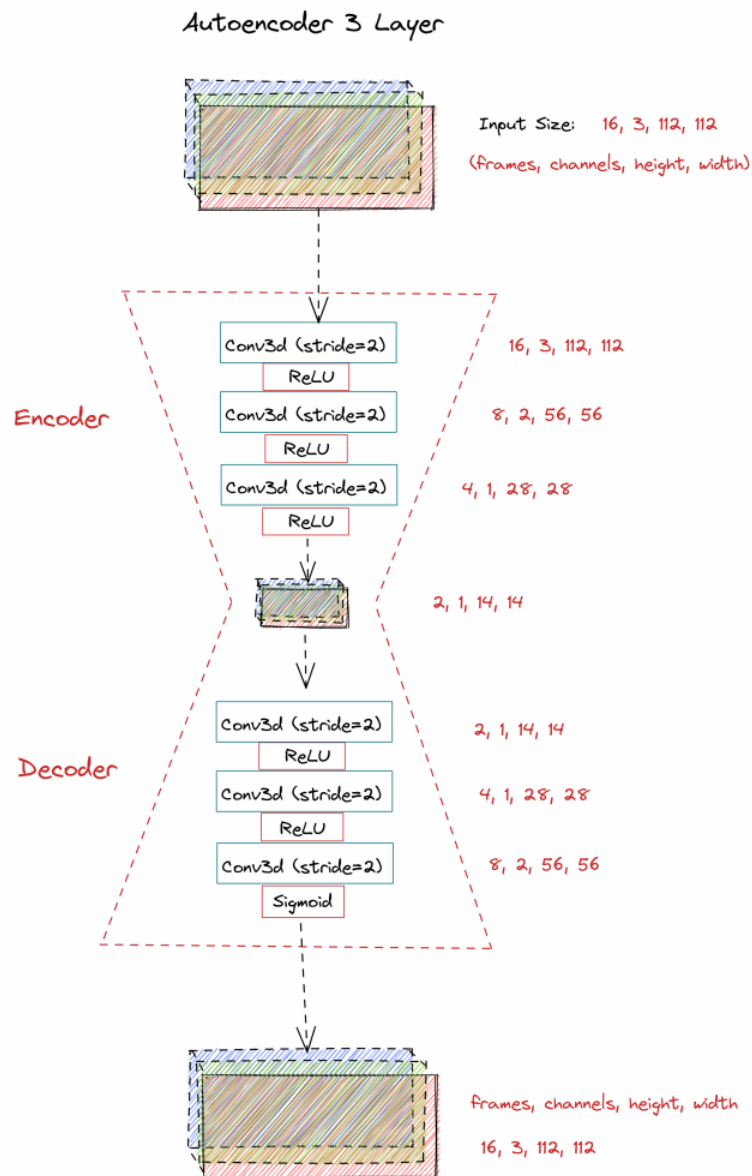 Autoencoder 3 Layer
Input Size: 16, 3, 112, 112
(frames, channels, height, width)
Conv3d (stride=2) 16, 3, 112, 112
ReLU
Encoder
Conv3d (stride=2) 8, 2, 56, 56
ReLU
Conv3d (stride=2) 4, 1, 28, 28
ReLU
2, 1, 14, 14
Conv3d (stride=2) 2, 1, 14, 14
ReLU
Decoder
Conv3d (stride=2) 4, 1, 28, 28
ReLU
Conv3d (stride=2) 8, 2, 56, 56
Sigmoid
frames, channels, height, width
16, 3, 112, 112